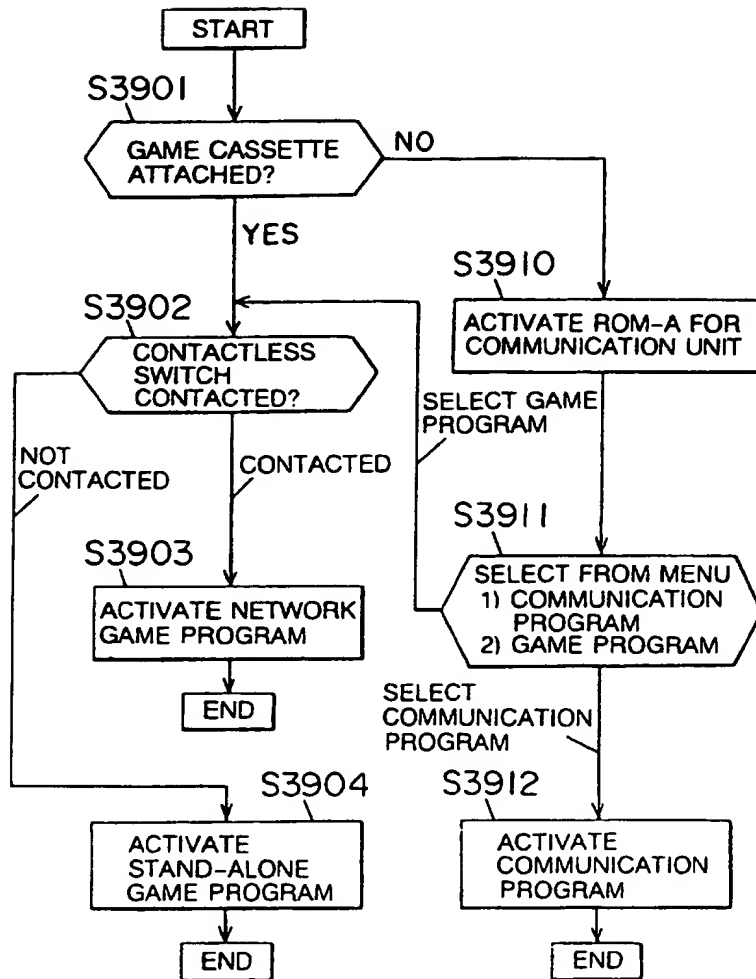 START
S3901
GAME CASSETTE
ATTACHED?
NO
YES
S3910
ACTIVATE ROM-A FOR
COMMUNICATION UNIT
S3902
CONTACTLESS
SWITCH
CONTACTED?
SELECT GAME
PROGRAM
NOT
CONTACTED
CONTACTED
S3911
SELECT FROM MENU
1) COMMUNICATION
PROGRAM
2) GAME PROGRAM
S3903
ACTIVATE NETWORK
GAME PROGRAM
END
SELECT
COMMUNICATION
PROGRAM
S3904
ACTIVATE
STAND-ALONE
GAME PROGRAM
END
S3912
ACTIVATE
COMMUNICATION
PROGRAM
END